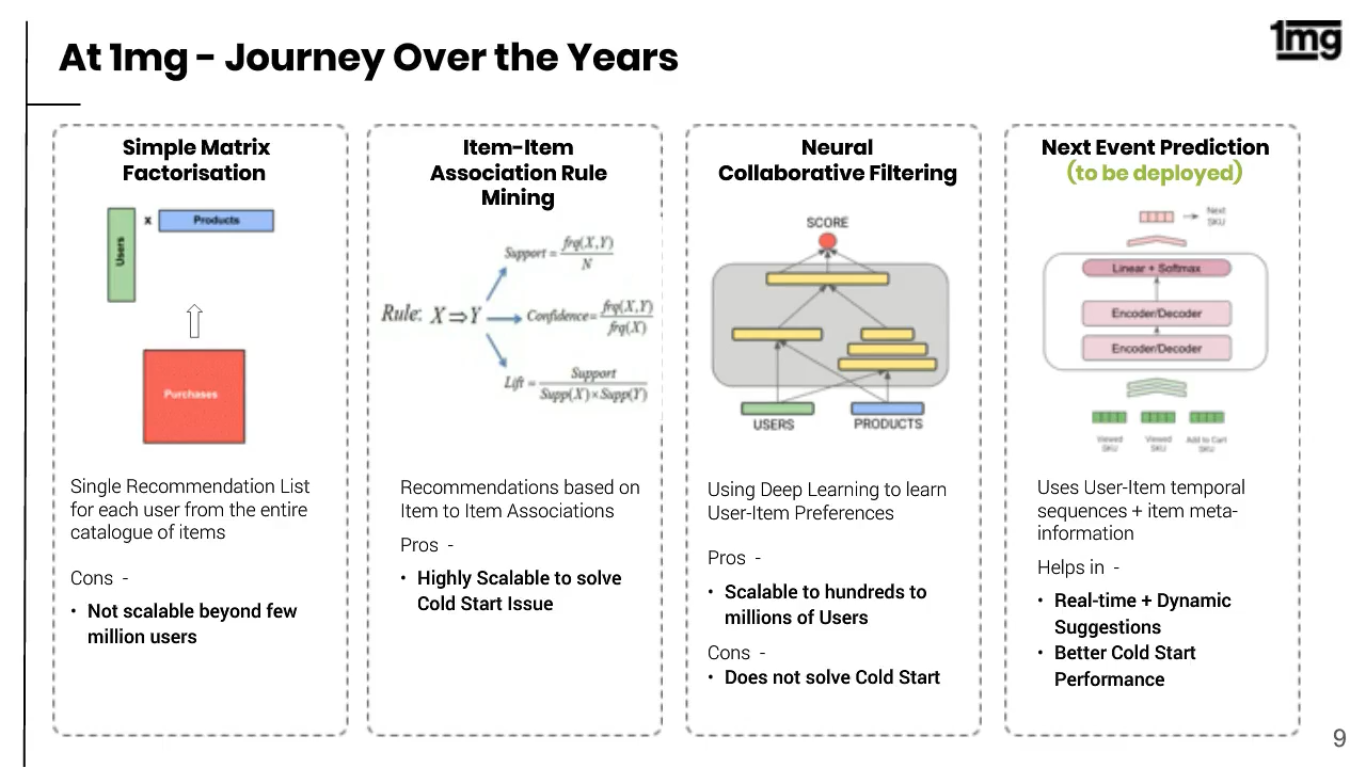 At 1mg - Journey Over the Years
1mg
Simple Matrix
Factorisation
Users
x
Products
Purchases
Single Recommendation List
for each user from the entire
catalogue of items
Cons -
• Not scalable beyond few
million users
Item-Item
Association Rule
Mining
Rule: X⇒Y
Support = frq(X,Y)
N
Confidence = frq(X,Y)
frq(X)
Lift = Support
Supp(X)×Supp(Y)
Recommendations based on
Item to Item Associations
Pros -
• Highly Scalable to solve
Cold Start Issue
Neural
Collaborative Filtering
SCORE
USERS
PRODUCTS
Using Deep Learning to learn
User-Item Preferences
Pros -
• Scalable to hundreds to
millions of Users
Cons -
• Does not solve Cold Start
Next Event Prediction
(to be deployed)
Next
SKU
Linear + Softmax
Encoder/Decoder
Encoder/Decoder
Viewed
SKU
Viewed
SKU
Add to Cart
SKU
Uses User-Item temporal
sequences + item meta-
information
Helps in -
• Real-time + Dynamic
Suggestions
• Better Cold Start
Performance
9